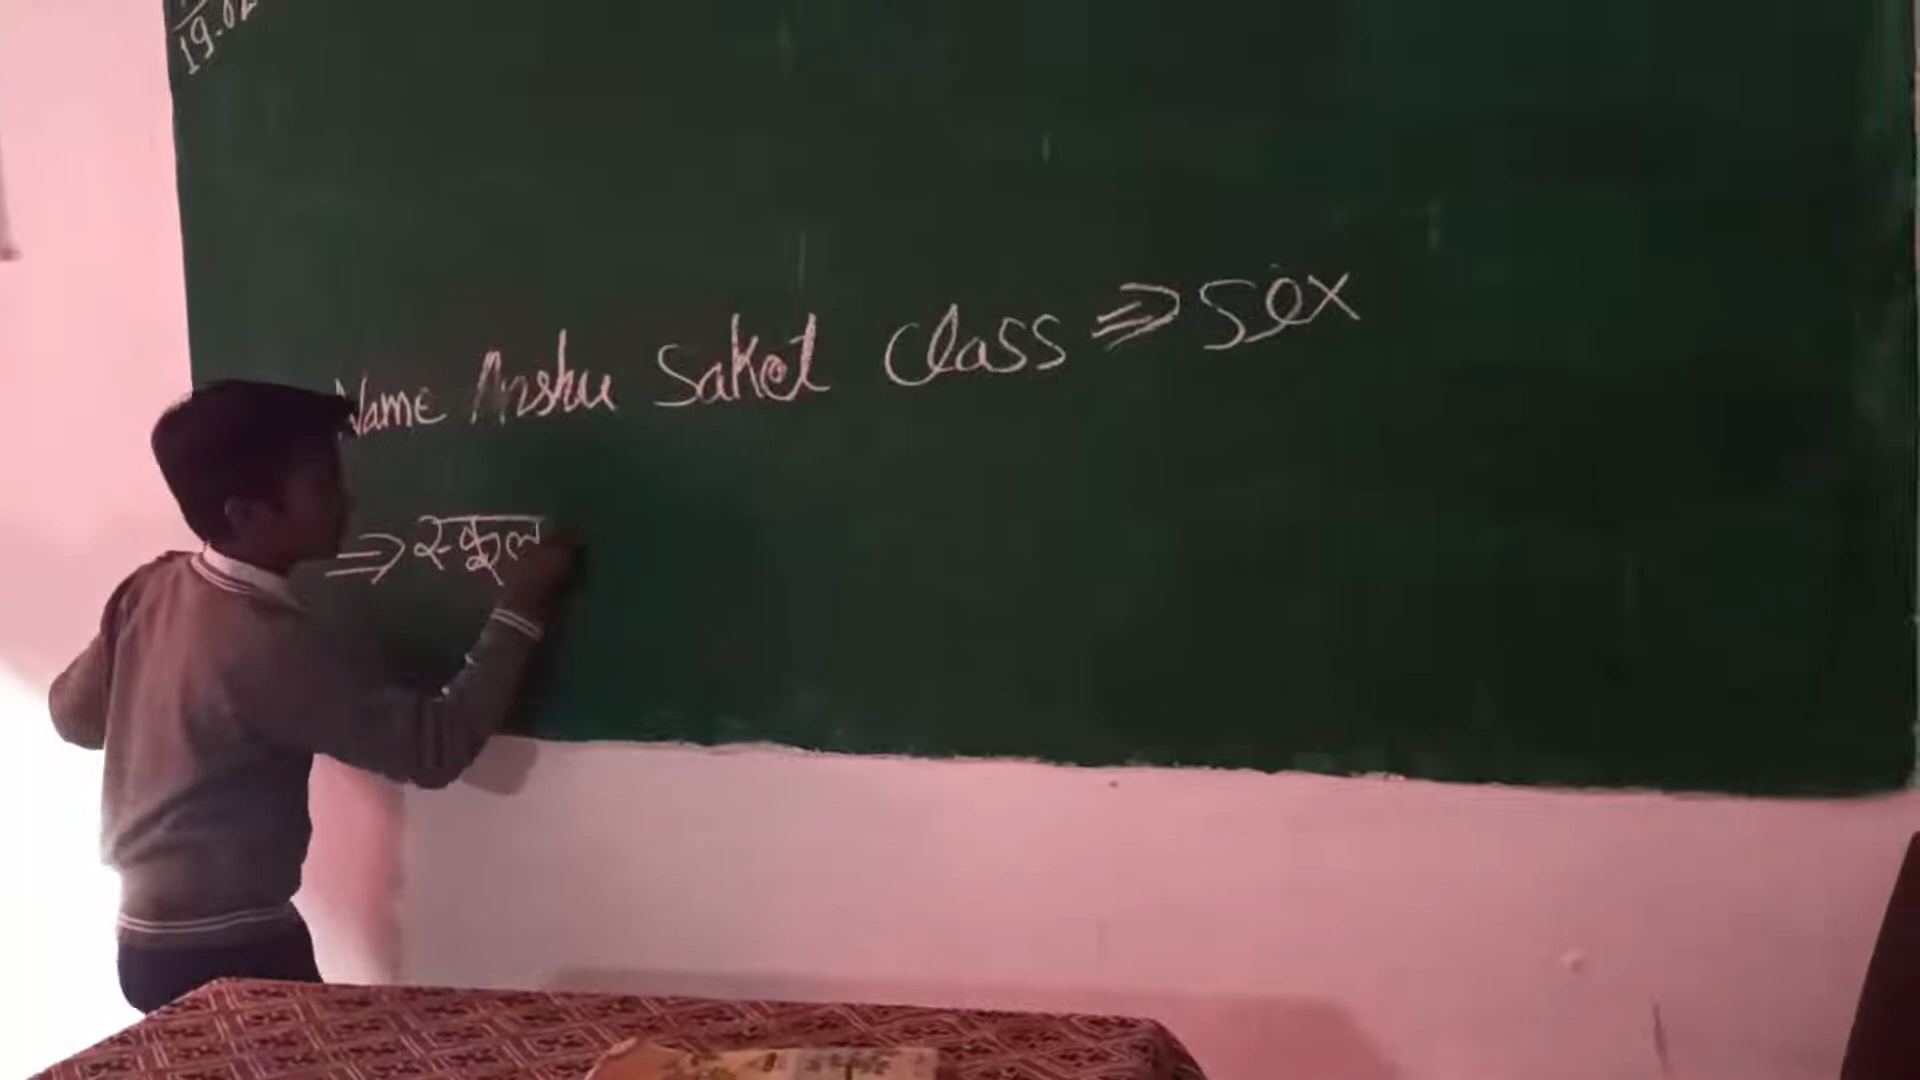 Name Anshu Saket Class ⇒ Sex
⇒ स्कूल